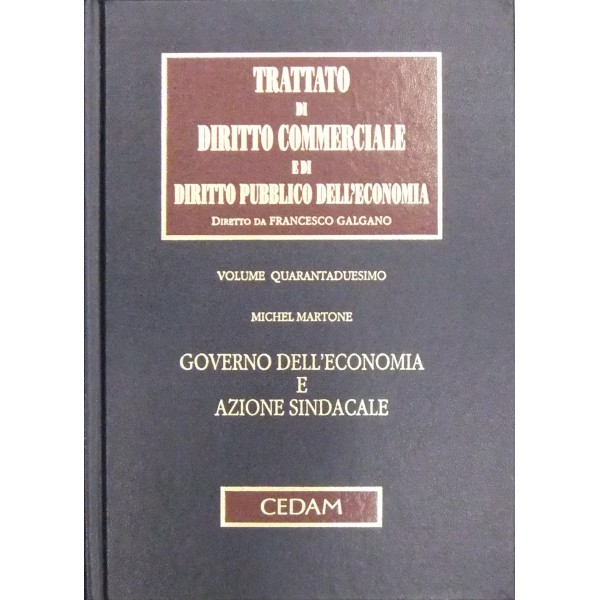 TRATTATO
DI
DIRITTO COMMERCIALE
E DI
DIRITTO PUBBLICO DELL'ECONOMIA
DIRETTO DA FRANCESCO GALGANO
VOLUME QUARANTADUESIMO
MICHEL MARTONE
GOVERNO DELL'ECONOMIA
E
AZIONE SINDACALE
CEDAM